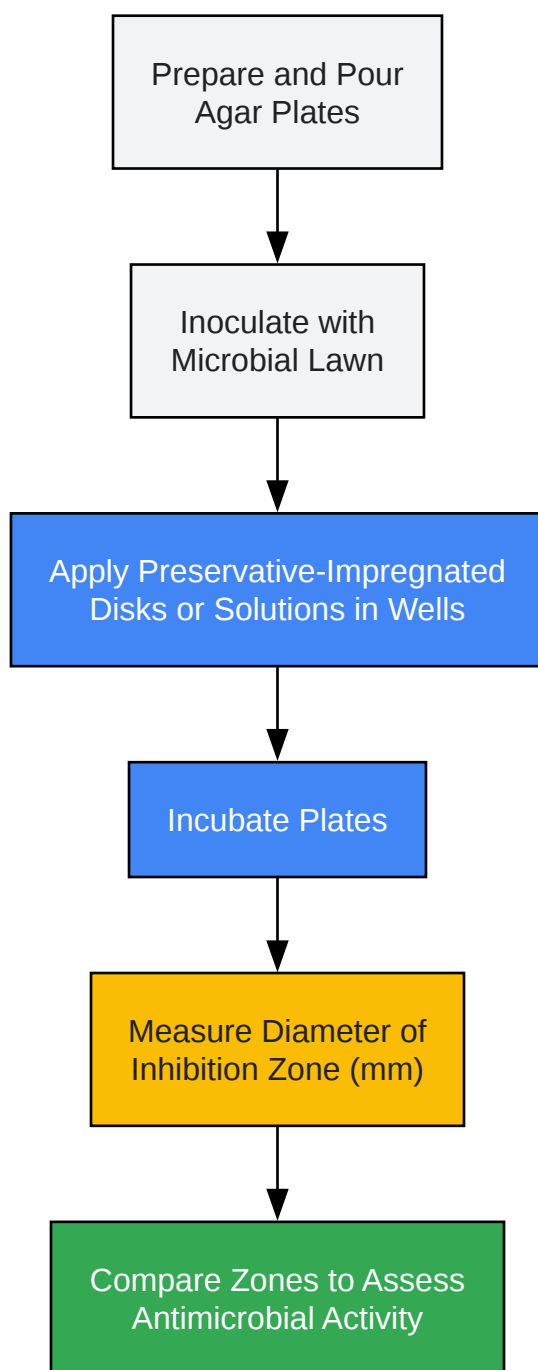 Prepare and Pour
Agar Plates
Inoculate with
Microbial Lawn
Apply Preservative-Impregnated
Disks or Solutions in Wells
Incubate Plates
Measure Diameter of
Inhibition Zone (mm)
Compare Zones to Assess
Antimicrobial Activity